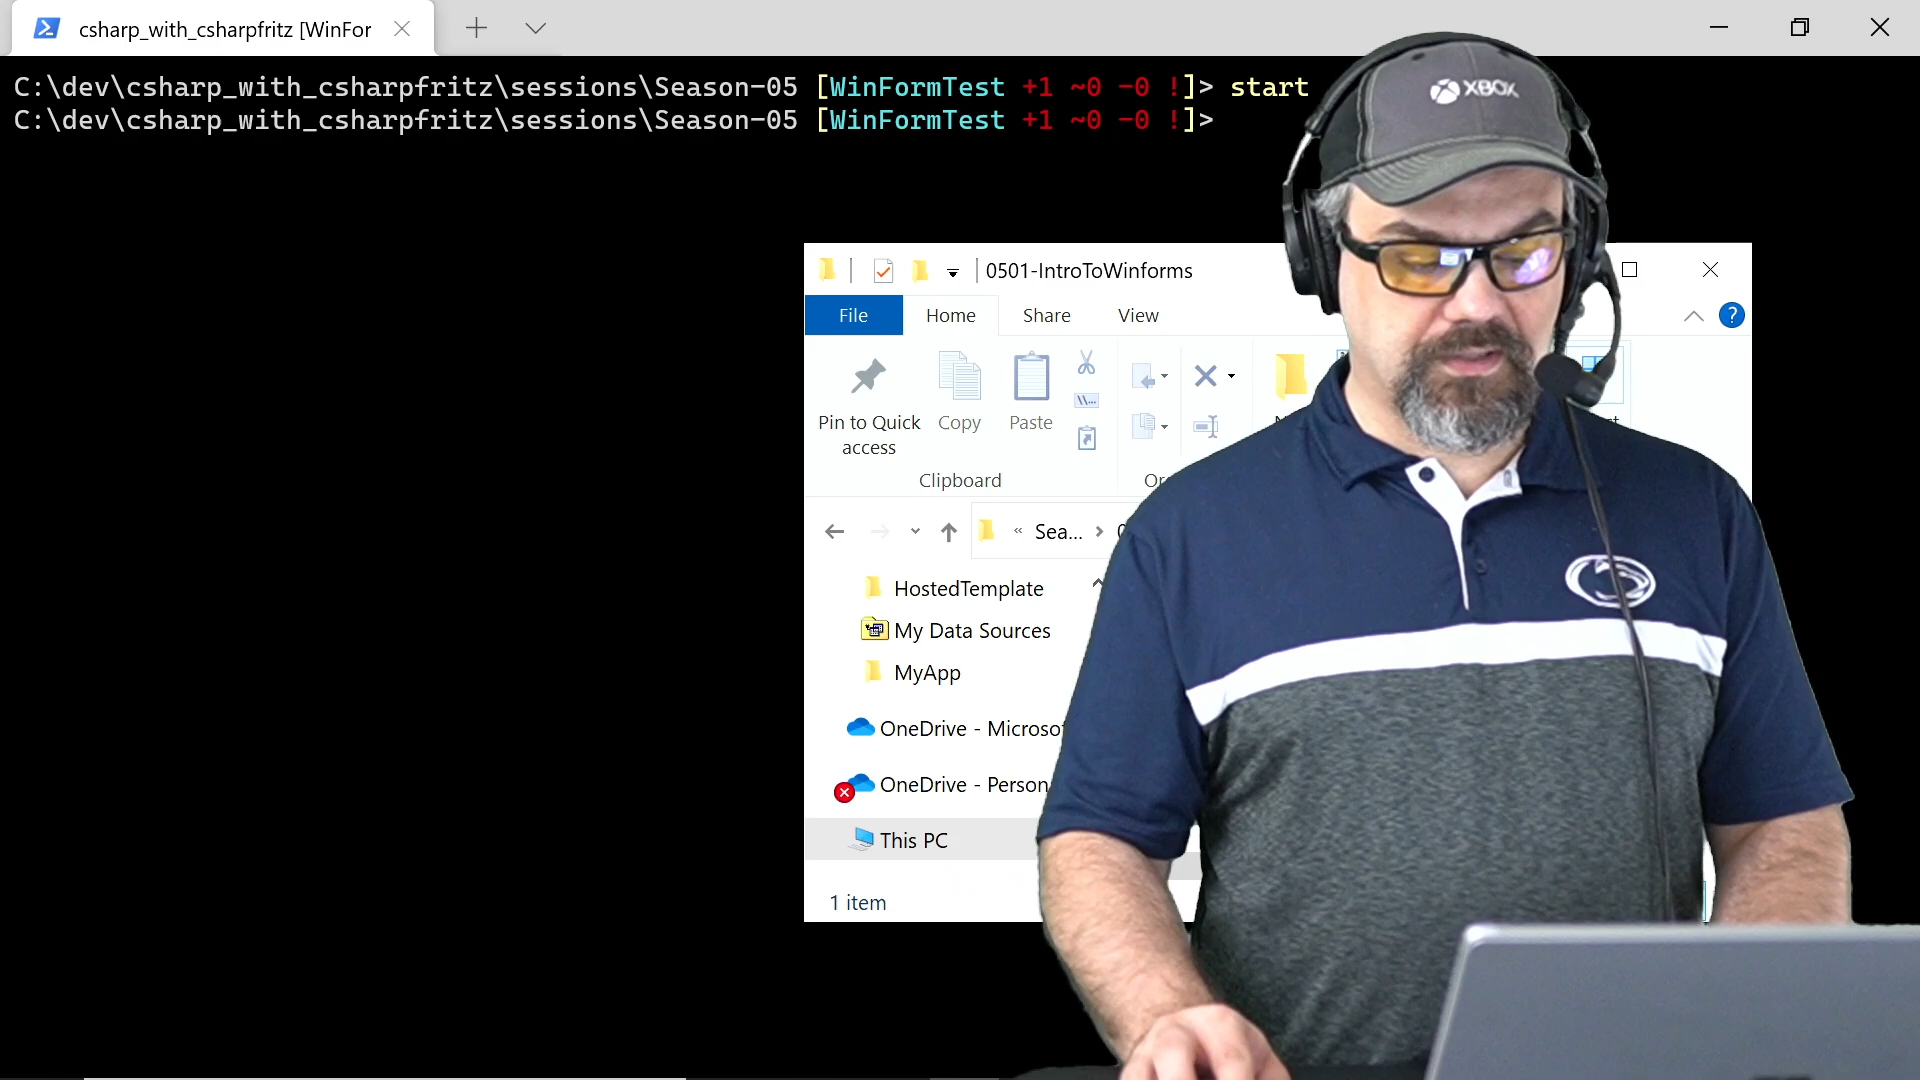 csharp_with_csharpfritz [WinFor
C:\dev\csharp_with_csharpfritz\sessions\Season-05 [WinFormTest +1 ~0 -0 !]> start
C:\dev\csharp_with_csharpfritz\sessions\Season-05 [WinFormTest +1 ~0 -0 !]>
XBOX
0501-IntroToWinforms
File Home Share View
Pin to Quick access
Copy
Paste
Clipboard
« Sea... >
HostedTemplate
My Data Sources
MyApp
OneDrive - Microsof
OneDrive - Person
This PC
1 item